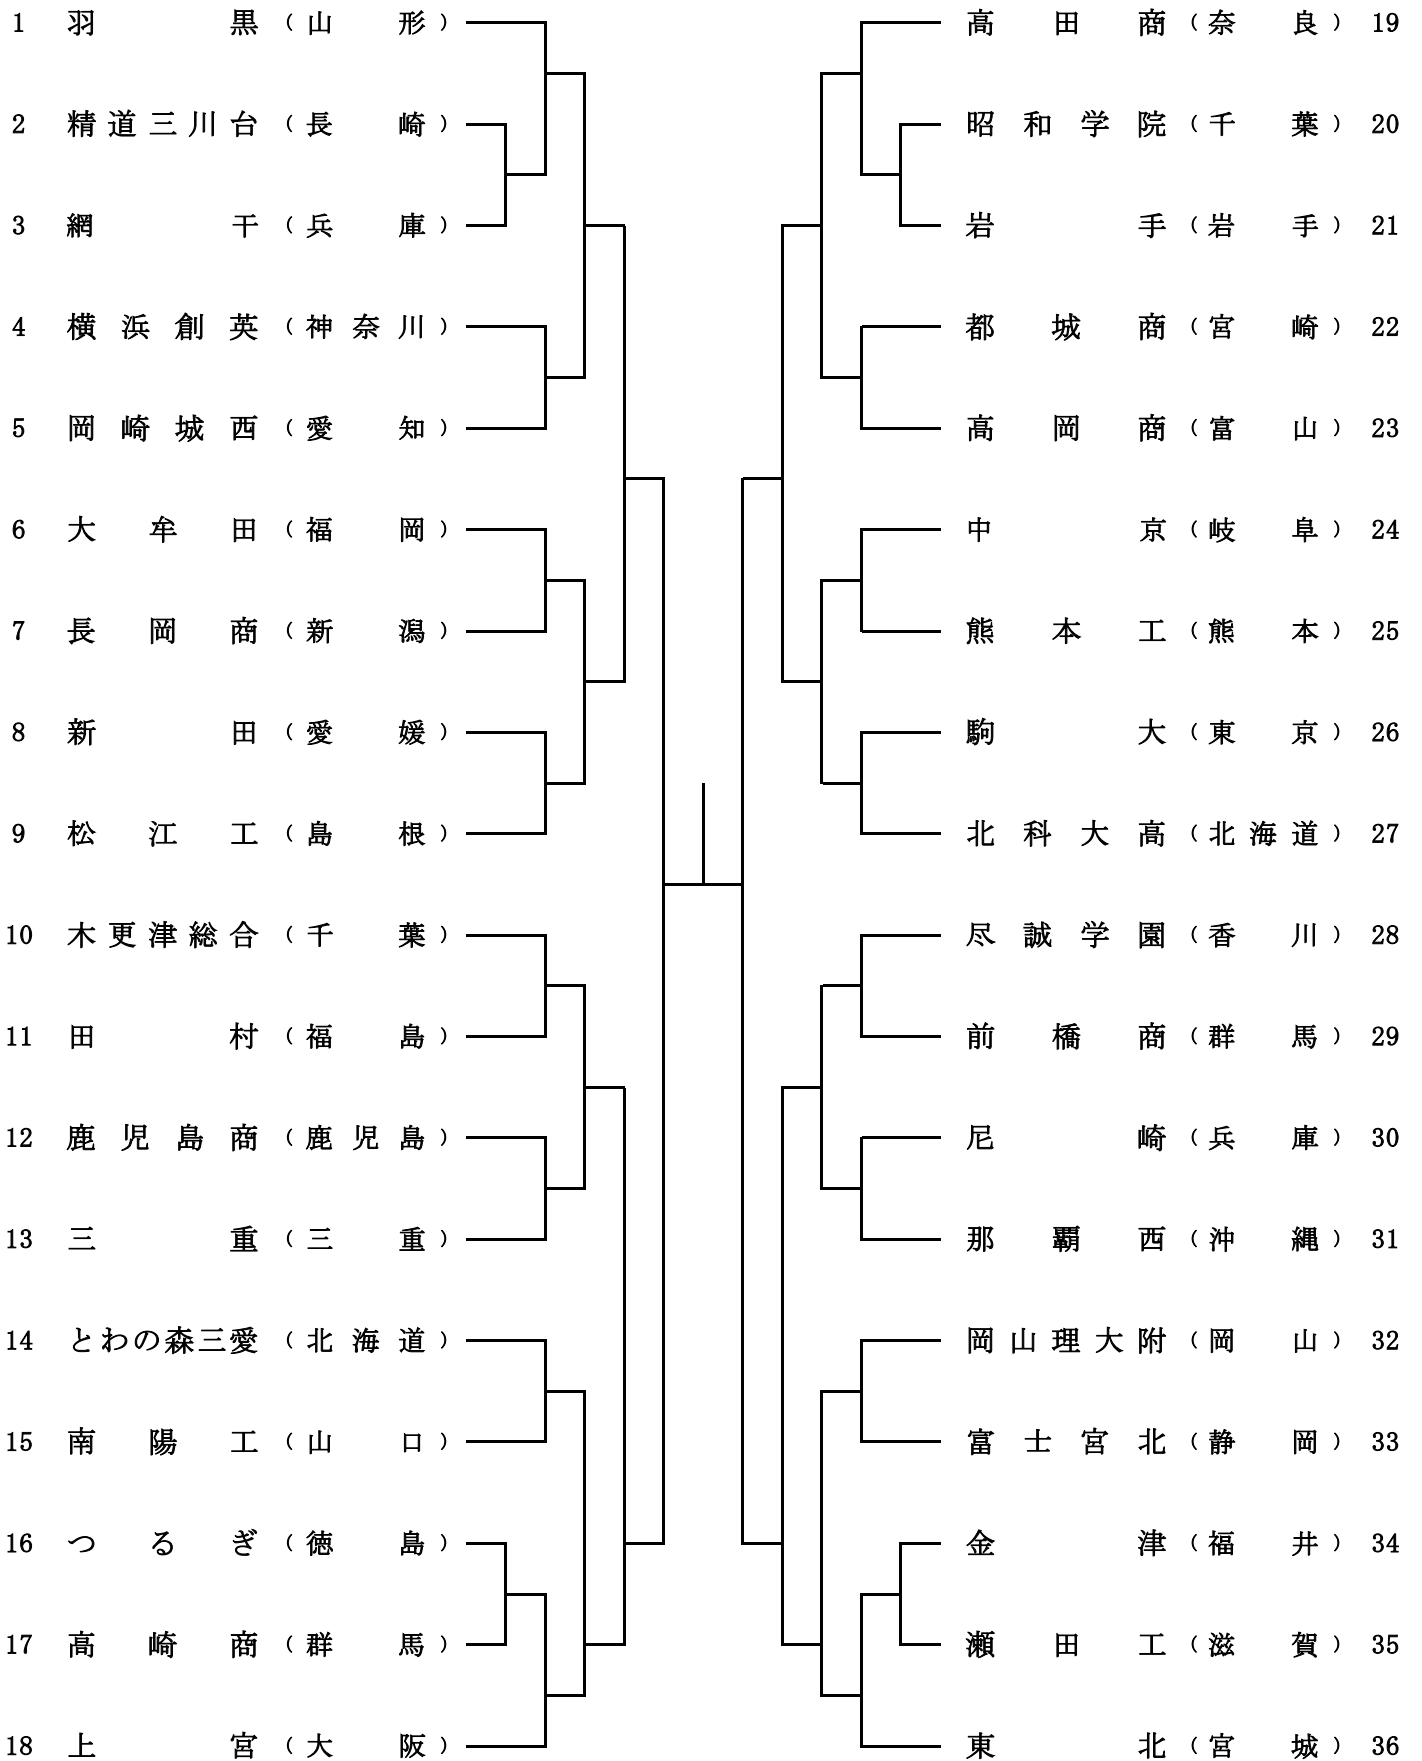 1 羽黒（山形）
2 精道三川台（長崎）
3 網干（兵庫）
4 横浜創英（神奈川）
5 岡崎城西（愛知）
6 大牟田（福岡）
7 長岡商（新潟）
8 新田（愛媛）
9 松江工（島根）
10 木更津総合（千葉）
11 田村（福島）
12 鹿児島商（鹿児島）
13 三重（三重）
14 とわの森三愛（北海道）
15 南陽工（山口）
16 つるぎ（徳島）
17 高崎商（群馬）
18 上宮（大阪）
高田商（奈良）19
昭和学院（千葉）20
岩手（岩手）21
都城商（宮崎）22
高岡商（富山）23
中京（岐阜）24
熊本工（熊本）25
駒大（東京）26
北科大高（北海道）27
尽誠学園（香川）28
前橋商（群馬）29
尼崎（兵庫）30
那覇西（沖縄）31
岡山理大附（岡山）32
富士宮北（静岡）33
金津（福井）34
瀬田工（滋賀）35
東北（宮城）36